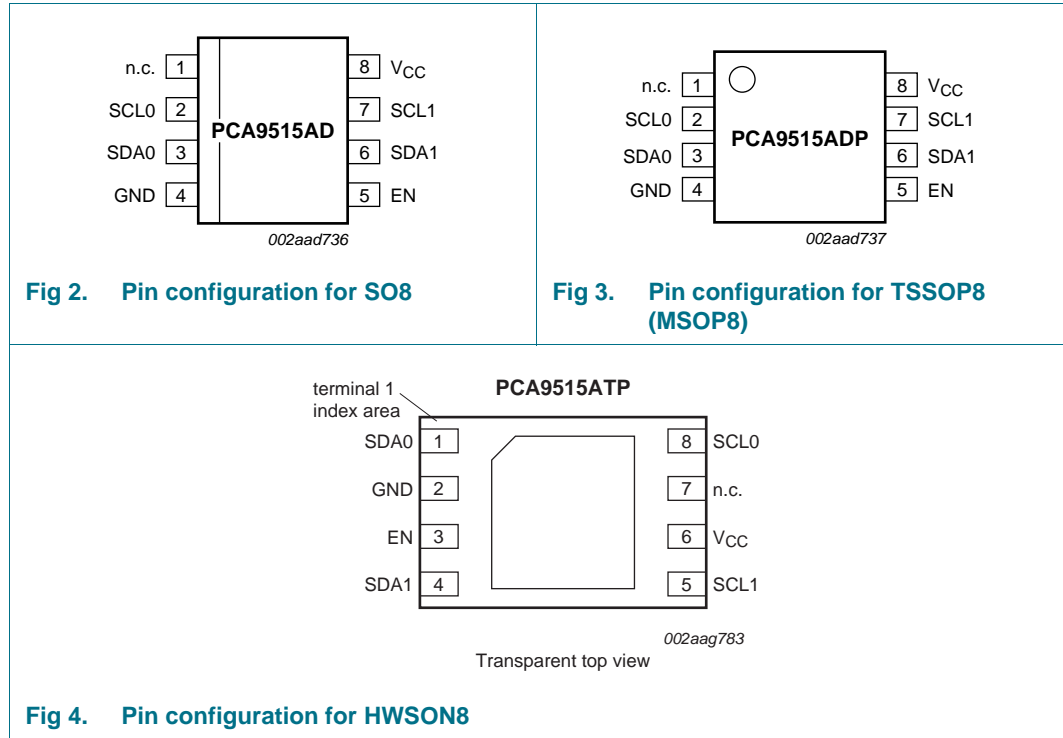 n.c. 1
8 VCC
SCL0 2
7 SCL1
PCA9515AD
SDA0 3
6 SDA1
GND 4
5 EN
002aad736
Fig 2. Pin configuration for SO8
n.c. 1
8 VCC
SCL0 2
7 SCL1
PCA9515ADP
SDA0 3
6 SDA1
GND 4
5 EN
002aad737
Fig 3. Pin configuration for TSSOP8
(MSOP8)
terminal 1
index area
PCA9515ATP
SDA0 1
8 SCL0
GND 2
7 n.c.
EN 3
6 VCC
SDA1 4
5 SCL1
002aag783
Transparent top view
Fig 4. Pin configuration for HWSON8